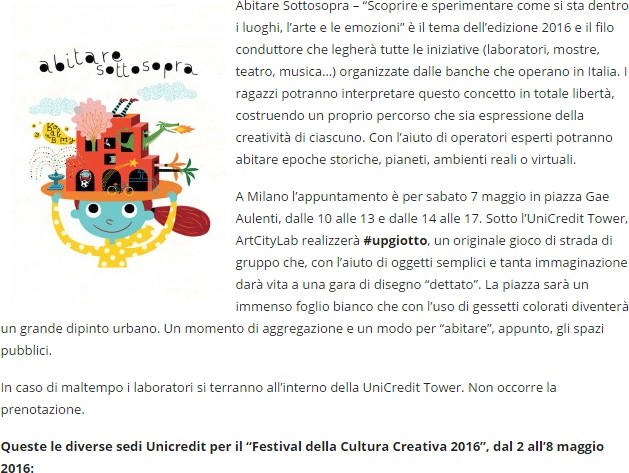 Abitare Sottosopra – “Scoprire e sperimentare come si sta dentro
i luoghi, l’arte e le emozioni” è il tema dell’edizione 2016 e il filo
conduttore che legherà tutte le iniziative (laboratori, mostre,
teatro, musica…) organizzate dalle banche che operano in Italia. I
ragazzi potranno interpretare questo concetto in totale libertà,
costruendo un proprio percorso che sia espressione della
creatività di ciascuno. Con l’aiuto di operatori esperti potranno
abitare epoche storiche, pianeti, ambienti reali o virtuali.
abitare
sottosopra
A Milano l’appuntamento è per sabato 7 maggio in piazza Gae
Aulenti, dalle 10 alle 13 e dalle 14 alle 17. Sotto l’UniCredit Tower,
ArtCityLab realizzerà #upgiotto, un originale gioco di strada di
gruppo che, con l’aiuto di oggetti semplici e tanta immaginazione
darà vita a una gara di disegno “dettato”. La piazza sarà un
immenso foglio bianco che con l’uso di gessetti colorati diventerà
un grande dipinto urbano. Un momento di aggregazione e un modo per “abitare”, appunto, gli spazi
pubblici.
In caso di maltempo i laboratori si terranno all’interno della UniCredit Tower. Non occorre la
prenotazione.
Queste le diverse sedi Unicredit per il “Festival della Cultura Creativa 2016”, dal 2 all’8 maggio
2016: